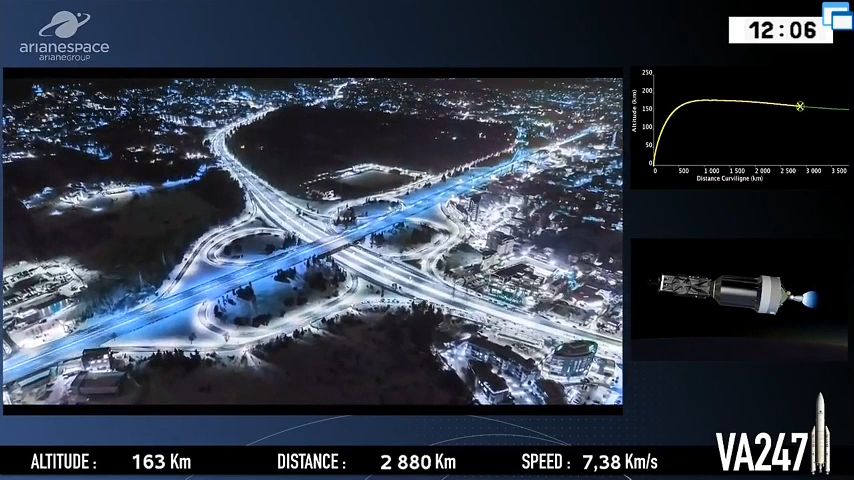 arianespace
arianeGROUP
12:06
250
200
150
100
50
0
Altitude (km)
0 500 1 000 1 500 2 000 2 500 3 000 3 500
Distance Curviligne (km)
ALTITUDE : 163 Km DISTANCE : 2 880 Km SPEED : 7,38 Km/s
VA247